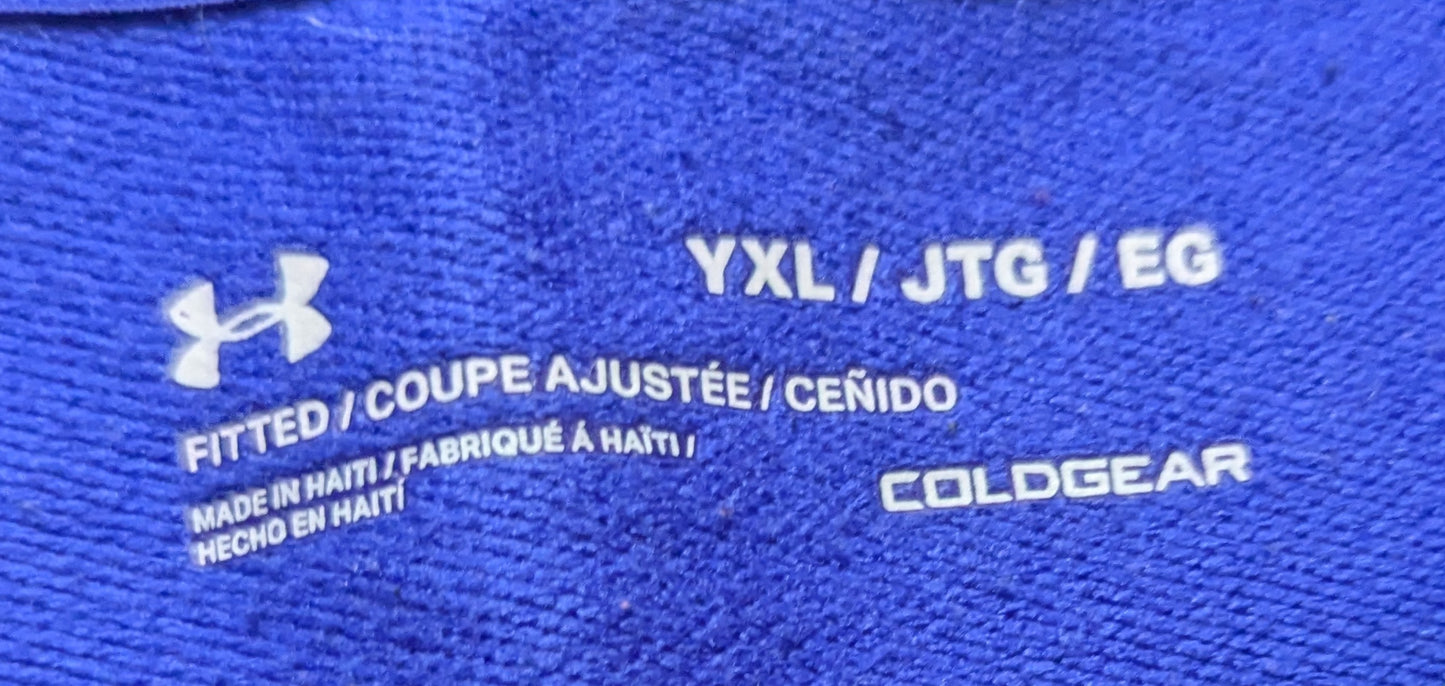 YXL / JTG / EG
FITTED / COUPE AJUSTÉE / CEÑIDO
MADE IN HAITI / FABRIQUÉ Á HAÏTI /
HECHO EN HAITÍ
COLDGEAR